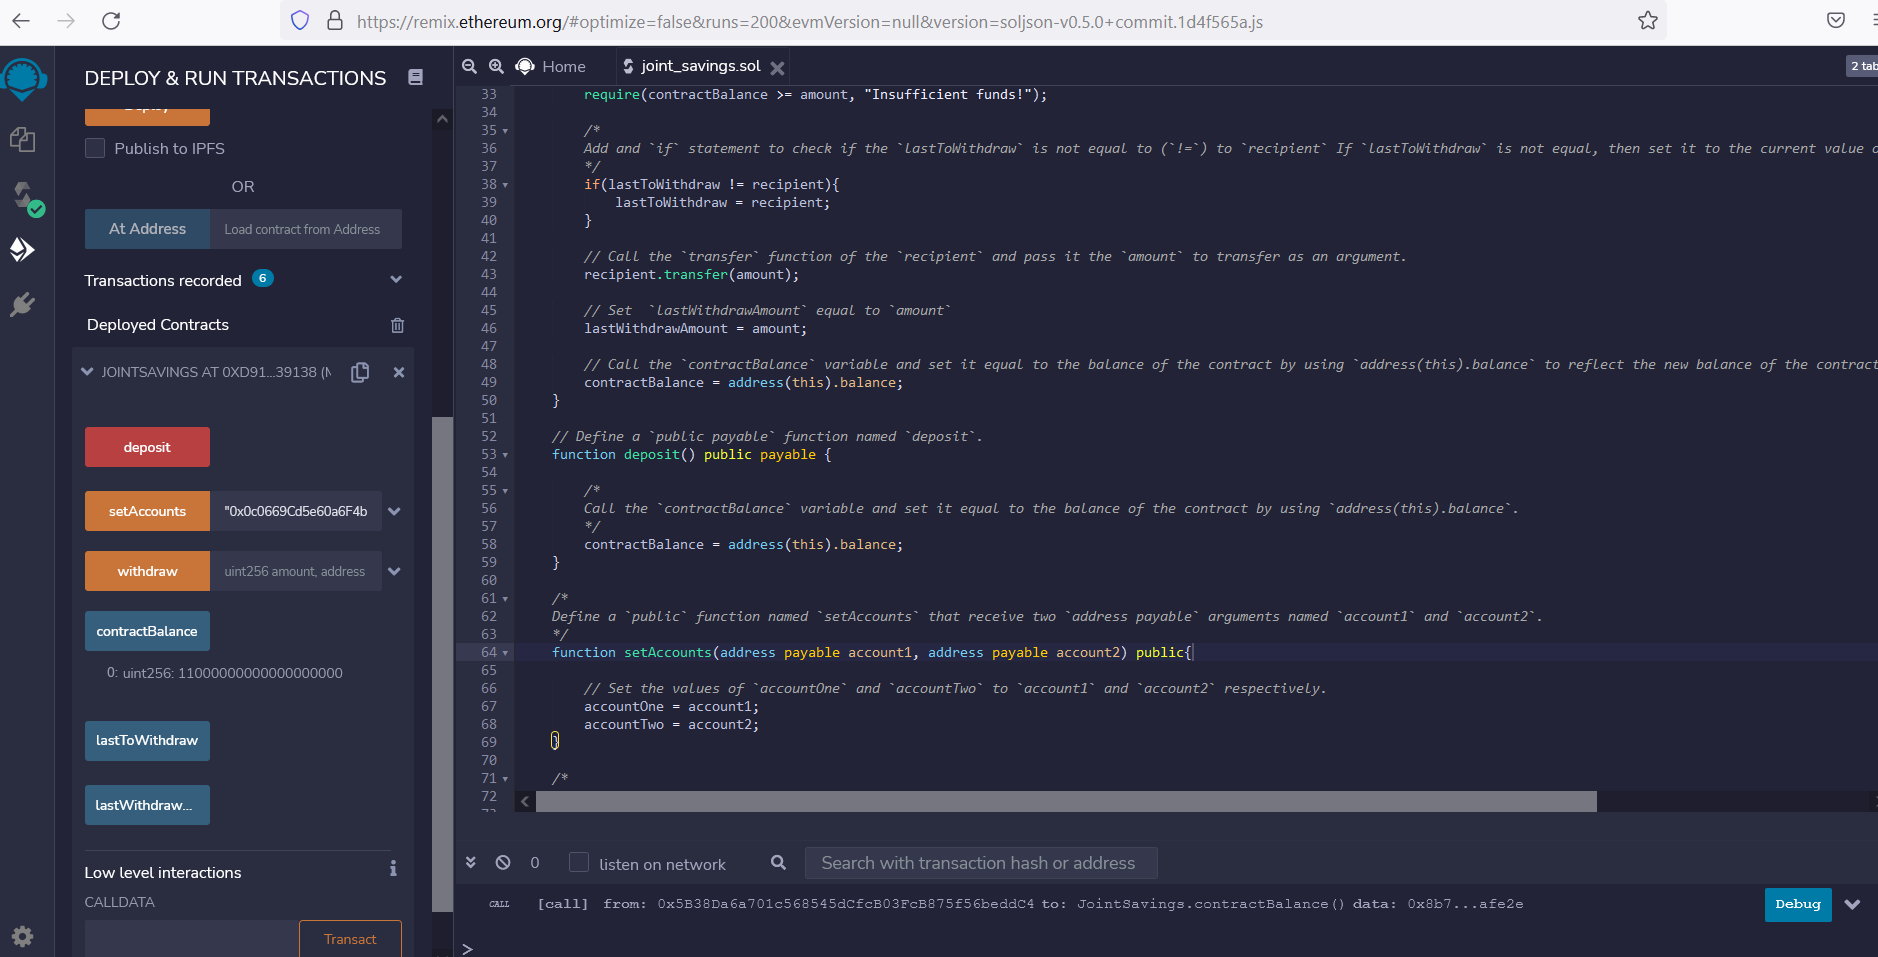 https://remix.ethereum.org/#optimize=false&runs=200&evmVersion=null&version=soljson-v0.5.0+commit.1d4f565a.js
DEPLOY & RUN TRANSACTIONS
Publish to IPFS
OR
At Address
Load contract from Address
Transactions recorded 6
Deployed Contracts
JOINTSAVINGS AT 0XD91...39138 (M
deposit
setAccounts
"0x0c0669Cd5e60a6F4b
withdraw
uint256 amount, address
contractBalance
0: uint256: 11000000000000000000
lastToWithdraw
lastWithdraw...
Low level interactions
CALLDATA
Transact
Home
joint_savings.sol
2 tab
33 require(contractBalance >= amount, "Insufficient funds!");
34
35 /*
36 Add and `if` statement to check if the `lastToWithdraw` is not equal to (`!=`) to `recipient` If `lastToWithdraw` is not equal, then set it to the current value o
37 */
38 if(lastToWithdraw != recipient){
39 lastToWithdraw = recipient;
40 }
41
42 // Call the `transfer` function of the `recipient` and pass it the `amount` to transfer as an argument.
43 recipient.transfer(amount);
44
45 // Set  `lastWithdrawAmount` equal to `amount`
46 lastWithdrawAmount = amount;
47
48 // Call the `contractBalance` variable and set it equal to the balance of the contract by using `address(this).balance` to reflect the new balance of the contract
49 contractBalance = address(this).balance;
50 }
51
52 // Define a `public payable` function named `deposit`.
53 function deposit() public payable {
54
55 /*
56 Call the `contractBalance` variable and set it equal to the balance of the contract by using `address(this).balance`.
57 */
58 contractBalance = address(this).balance;
59 }
60
61 /*
62 Define a `public` function named `setAccounts` that receive two `address payable` arguments named `account1` and `account2`.
63 */
64 function setAccounts(address payable account1, address payable account2) public{
65
66 // Set the values of `accountOne` and `accountTwo` to `account1` and `account2` respectively.
67 accountOne = account1;
68 accountTwo = account2;
69 }
70
71 /*
72
0
listen on network
Search with transaction hash or address
CALL [call] from: 0x5B38Da6a701c568545dCfcB03FcB875f56beddC4 to: JointSavings.contractBalance() data: 0x8b7...afe2e
Debug
>